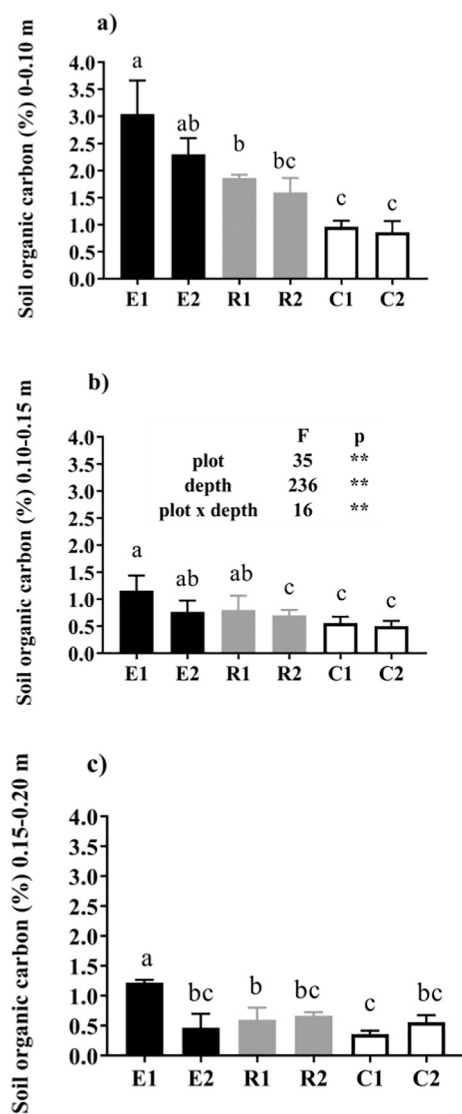 a)
Soil organic carbon (%) 0-0.10 m
4.0
3.5
3.0
2.5
2.0
1.5
1.0
0.5
0.0
a
ab
b
bc
c
c
E1 E2 R1 R2 C1 C2
b)
Soil organic carbon (%) 0.10-0.15 m
4.0
3.5
3.0
2.5
2.0
1.5
1.0
0.5
0.0
F p
plot 35 **
depth 236 **
plot x depth 16 **
a
ab
ab
c
c
c
E1 E2 R1 R2 C1 C2
c)
Soil organic carbon (%) 0.15-0.20 m
4.0
3.5
3.0
2.5
2.0
1.5
1.0
0.5
0.0
a
bc
b
bc
c
bc
E1 E2 R1 R2 C1 C2